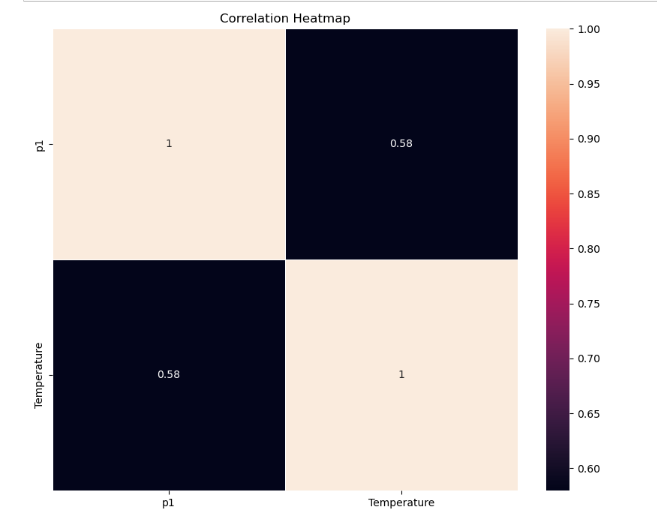 Correlation Heatmap
p1
1
0.58
Temperature
0.58
1
p1
Temperature
1.00
0.95
0.90
0.85
0.80
0.75
0.70
0.65
0.60